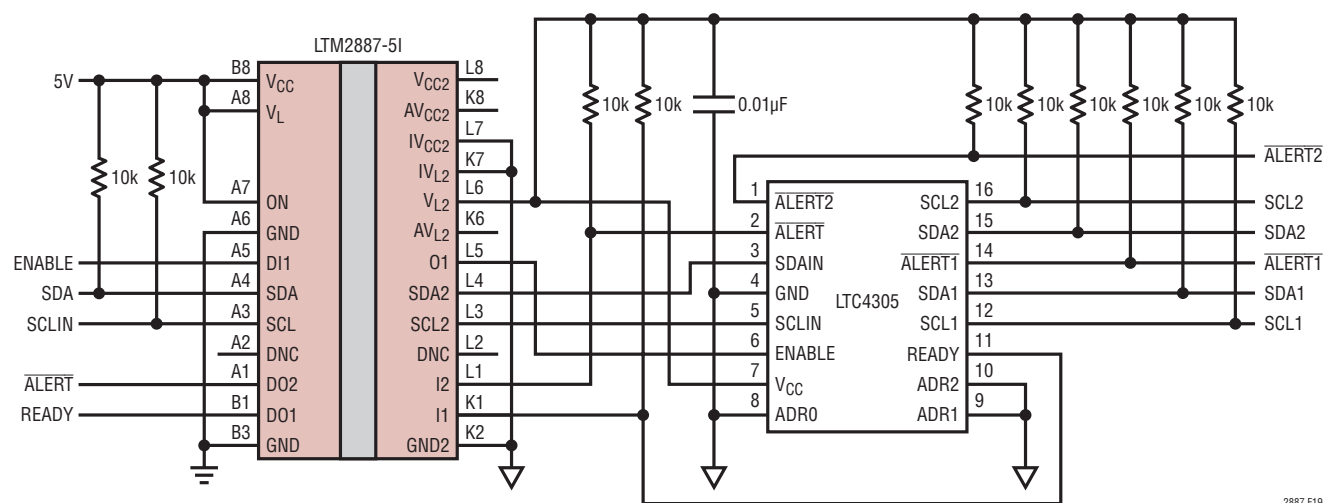 LTM2887-5I
5V
B8 VCC
A8 VL
A7 ON
A6 GND
ENABLE A5 DI1
SDA A4 SDA
SCLIN A3 SCL
A2 DNC
ALERT A1 DO2
READY B1 DO1
B3 GND
10k 10k
VCC2 L8
AVCC2 K8
IVCC2 L7
IVL2 K7
VL2 L6
AVL2 K6
O1 L5
SDA2 L4
SCL2 L3
DNC L2
I2 L1
I1 K1
GND2 K2
10k 10k 0.01µF 10k 10k 10k 10k 10k 10k
LTC4305
1 ALERT2
2 ALERT
3 SDAIN
4 GND
5 SCLIN
6 ENABLE
7 VCC
8 ADR0
SCL2 16
SDA2 15
ALERT1 14
SDA1 13
SCL1 12
READY 11
ADR2 10
ADR1 9
ALERT2
SCL2
SDA2
ALERT1
SDA1
SCL1
2887 F19